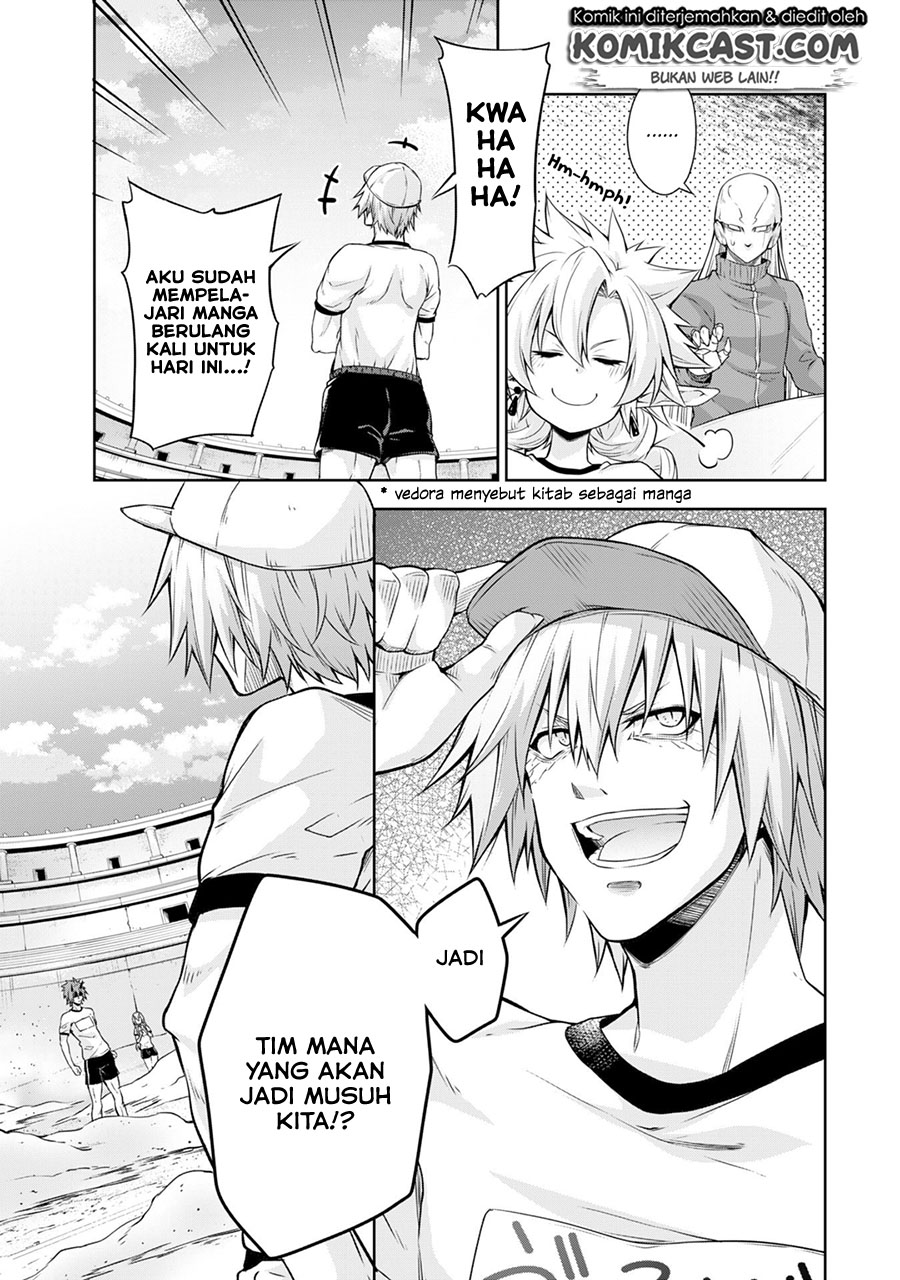 Komik ini diterjemahkan & diedit oleh
KOMIKCAST.COM
BUKAN WEB LAIN!!
.......
Hm-hmph!
KWA
HA
HA
HA!
AKU SUDAH
MEMPELA-
JARI MANGA
BERULANG
KALI UNTUK
HARI INI...!
* vedora menyebut kitab sebagai manga
JADI
TIM MANA
YANG AKAN
JADI MUSUH
KITA!?